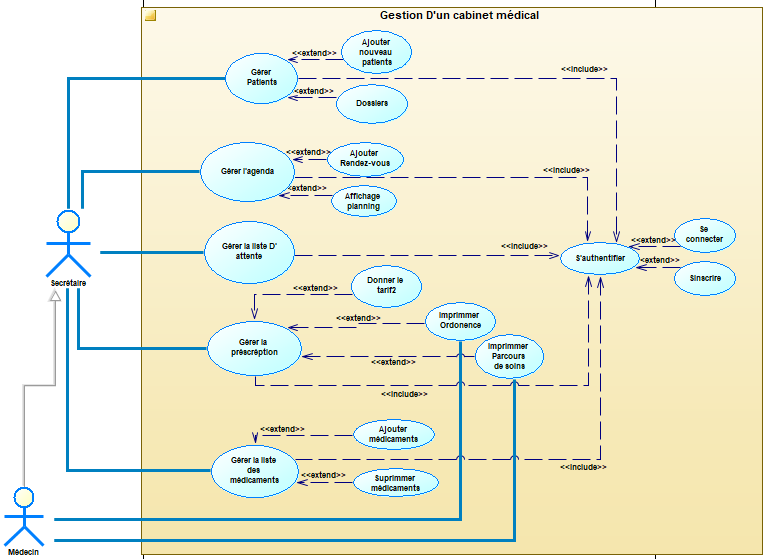 Gestion D'un cabinet médical
Gérer
Patients
<<extend>>
Ajouter
nouveau
patients
<<include>>
<<extend>>
Dossiers
Gérer l'agenda
<<extend>>
Ajouter
Rendez-vous
<<include>>
<<extend>>
Affichage
planning
Secrétaire
Gérer la liste D'
attente
<<include>>
S'authentifier
<<extend>>
Se
connecter
<<extend>>
S'inscrire
Donner le
tarif2
<<extend>>
Gérer la
préscréption
<<extend>>
Imprimmer
Ordonence
<<extend>>
Imprimmer
Parcours
de soins
<<include>>
Gérer la liste
des
médicaments
<<extend>>
Ajouter
médicaments
<<include>>
<<extend>>
Suprimmer
médicaments
Médecin